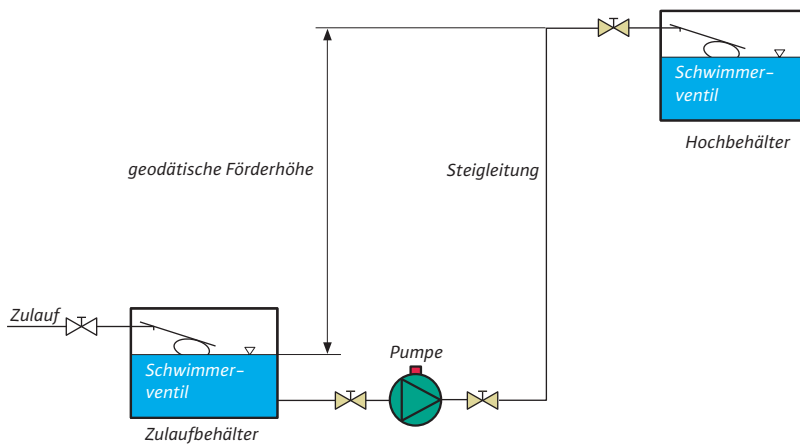 Schwimmer-
ventil
Hochbehälter
geodätische Förderhöhe
Steigleitung
Zulauf
Pumpe
Schwimmer-
ventil
Zulaufbehälter